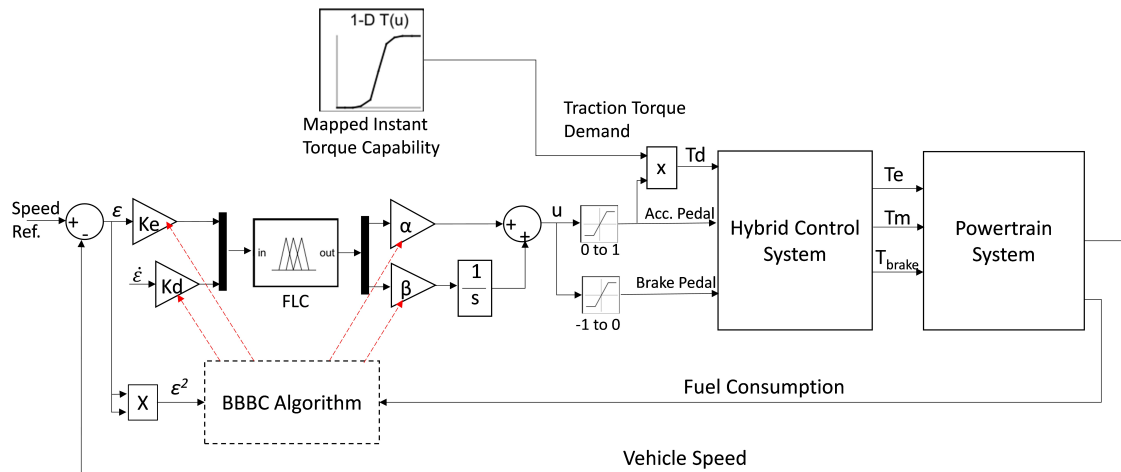 1-D T(u)
Mapped Instant
Torque Capability
Traction Torque
Demand
x
Td
Speed
Ref.
+
-
ε
Ke
ε̇
Kd
in
out
FLC
α
β
1
s
+
+
u
0 to 1
-1 to 0
Acc. Pedal
Brake Pedal
Hybrid Control
System
Te
Tm
Tbrake
Powertrain
System
X
ε²
BBBC Algorithm
Fuel Consumption
Vehicle Speed